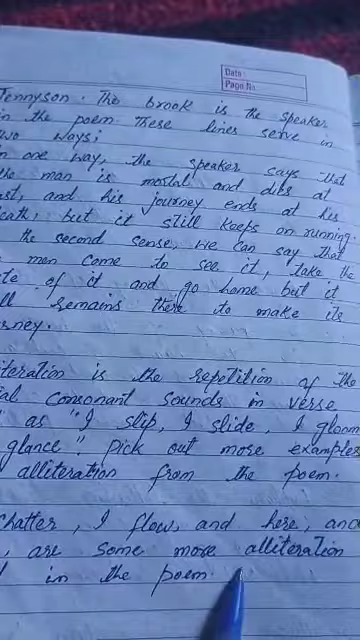 Date :
Page No.
Tennyson. The brook is the speaker
in the poem. These lines serve in
two ways;
in one way, the speaker says that
the man is mortal and dies at
last, and his journey ends at his
death, but it still keeps on running.
the second sense, we can say that
men come to see it, take the
of it and go home but it
remains there to make its
iteration is the repetition of the
consonant sounds in verse
as "I slip, I slide, I gloom
glance". Pick out more examples
alliteration from the poem.
chatter, I flow, and here, and
, are some more alliteration
in the poem.